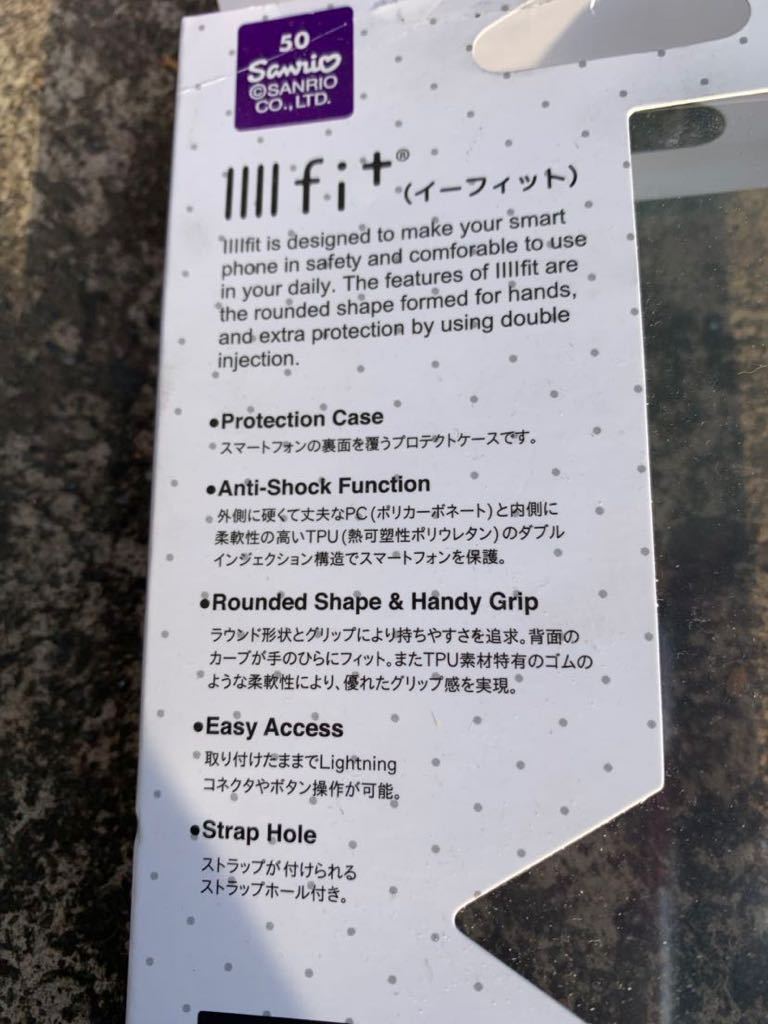 50
Sanrio
©SANRIO
CO.,LTD.
IIIIfit® (イーフィット)
IIIIfit is designed to make your smart
phone in safety and comforable to use
in your daily. The features of IIIIfit are
the rounded shape formed for hands,
and extra protection by using double
injection.
•Protection Case
スマートフォンの裏面を覆うプロテクトケースです。
•Anti-Shock Function
外側に硬くて丈夫なPC(ポリカーボネート)と内側に
柔軟性の高いTPU(熱可塑性ポリウレタン)のダブル
インジェクション構造でスマートフォンを保護。
•Rounded Shape & Handy Grip
ラウンド形状とグリップにより持ちやすさを追求。背面の
カーブが手のひらにフィット。またTPU素材特有のゴムの
ような柔軟性により、優れたグリップ感を実現。
•Easy Access
取り付けたままでLightning
コネクタやボタン操作が可能。
•Strap Hole
ストラップが付けられる
ストラップホール付き。